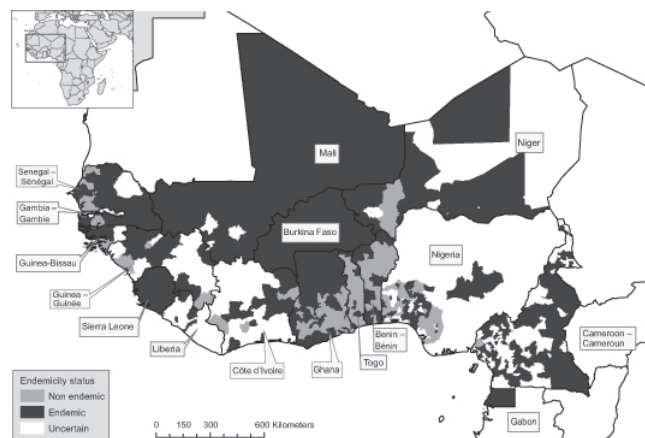 Mali
Niger
Senegal –
Sénégal
Gambia –
Gambie
Burkina Faso
Nigeria
Guinea-Bissau
Guinea –
Guinée
Sierra Leone
Liberia
Côte d'Ivoire
Ghana
Togo
Benin –
Bénin
Cameroon –
Cameroun
Gabon
Endemicity status
Non endemic
Endemic
Uncertain
0 150 300 600 Kilometers